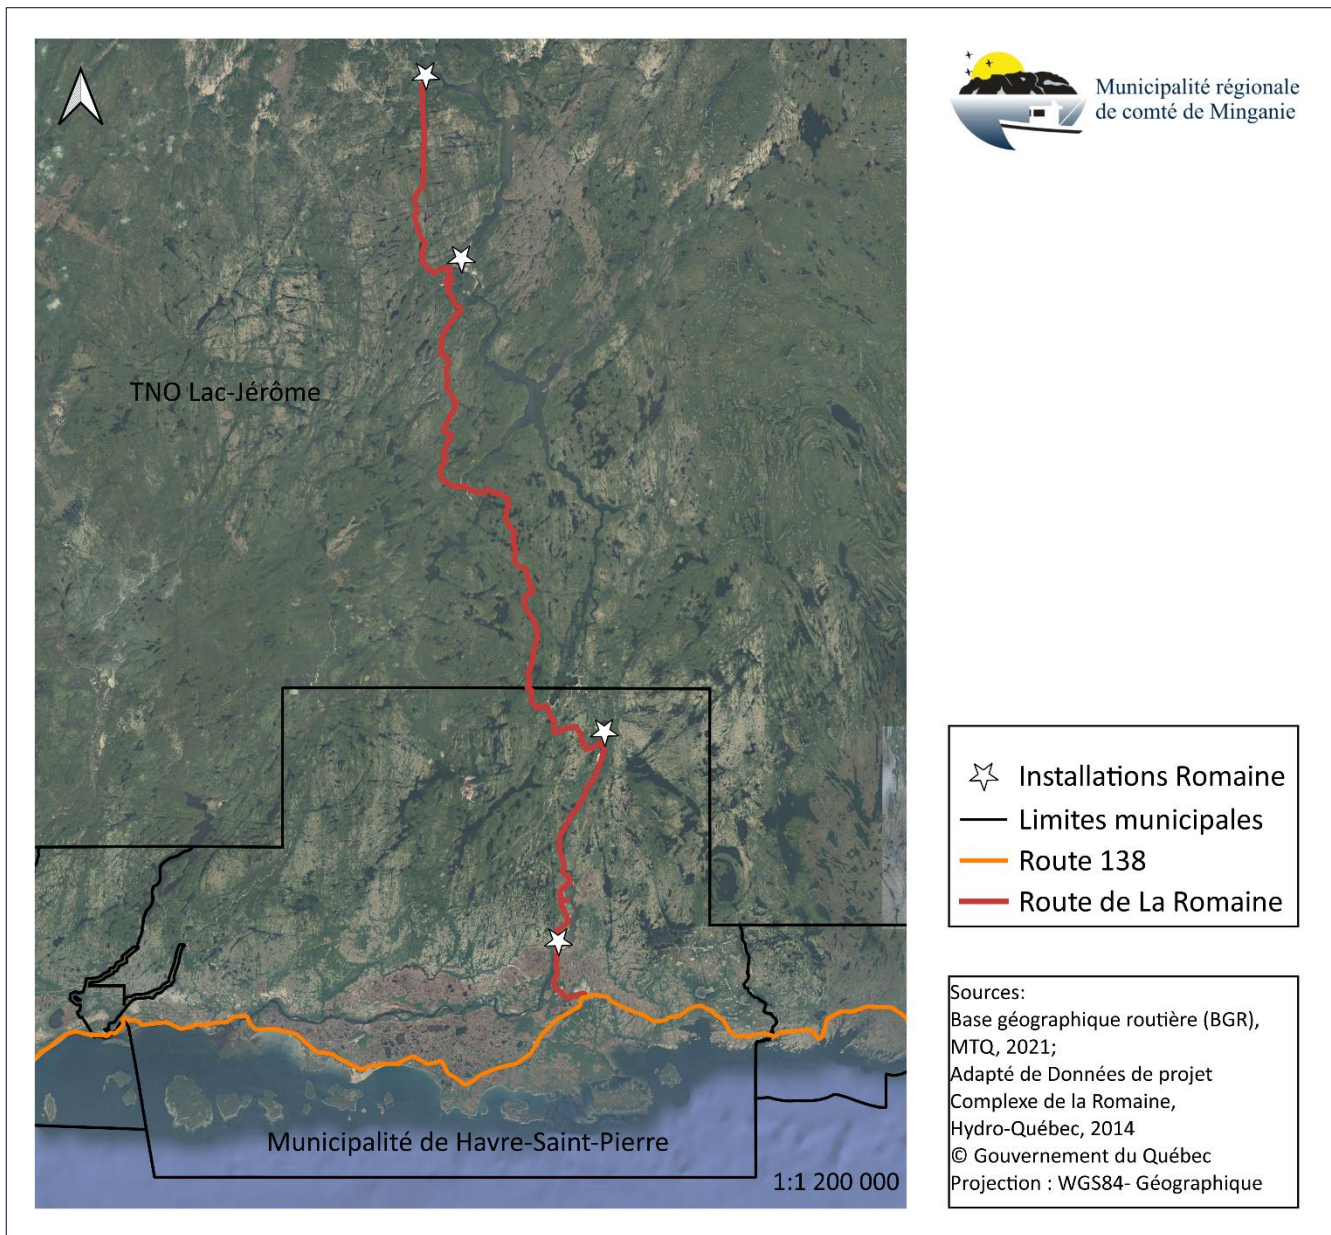 Municipalité régionale
de comté de Minganie
TNO Lac-Jérôme
Municipalité de Havre-Saint-Pierre
1:1 200 000
Installations Romaine
Limites municipales
Route 138
Route de La Romaine
Sources:
Base géographique routière (BGR),
MTQ, 2021;
Adapté de Données de projet
Complexe de la Romaine,
Hydro-Québec, 2014
© Gouvernement du Québec
Projection : WGS84- Géographique